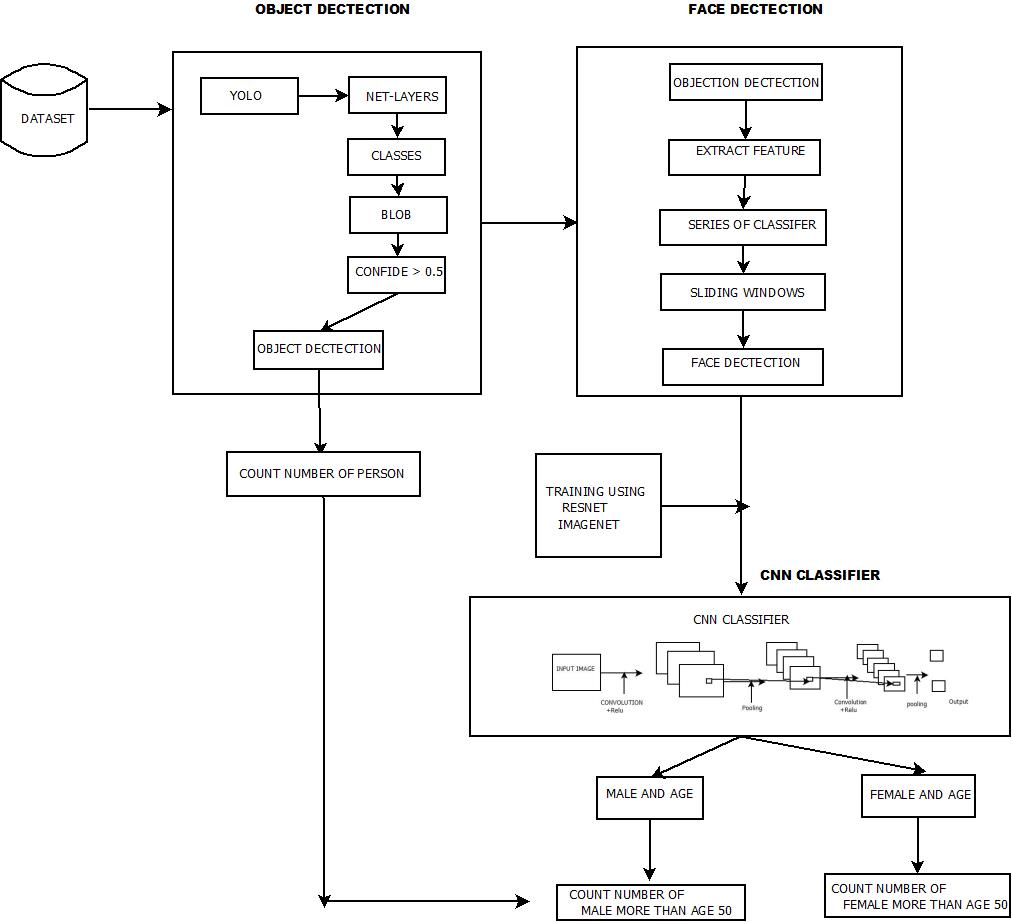 OBJECT DECTECTION
FACE DECTECTION
DATASET
YOLO
NET-LAYERS
CLASSES
BLOB
CONFIDE > 0.5
OBJECT DECTECTION
COUNT NUMBER OF PERSON
OBJECTION DECTECTION
EXTRACT FEATURE
SERIES OF CLASSIFER
SLIDING WINDOWS
FACE DECTECTION
TRAINING USING
RESNET
IMAGENET
CNN CLASSIFIER
CNN CLASSIFIER
INPUT IMAGE
CONVOLUTION
+Relu
Pooling
Convolution
+Relu
pooling
Output
MALE AND AGE
FEMALE AND AGE
COUNT NUMBER OF
MALE MORE THAN AGE 50
COUNT NUMBER OF
FEMALE MORE THAN AGE 50